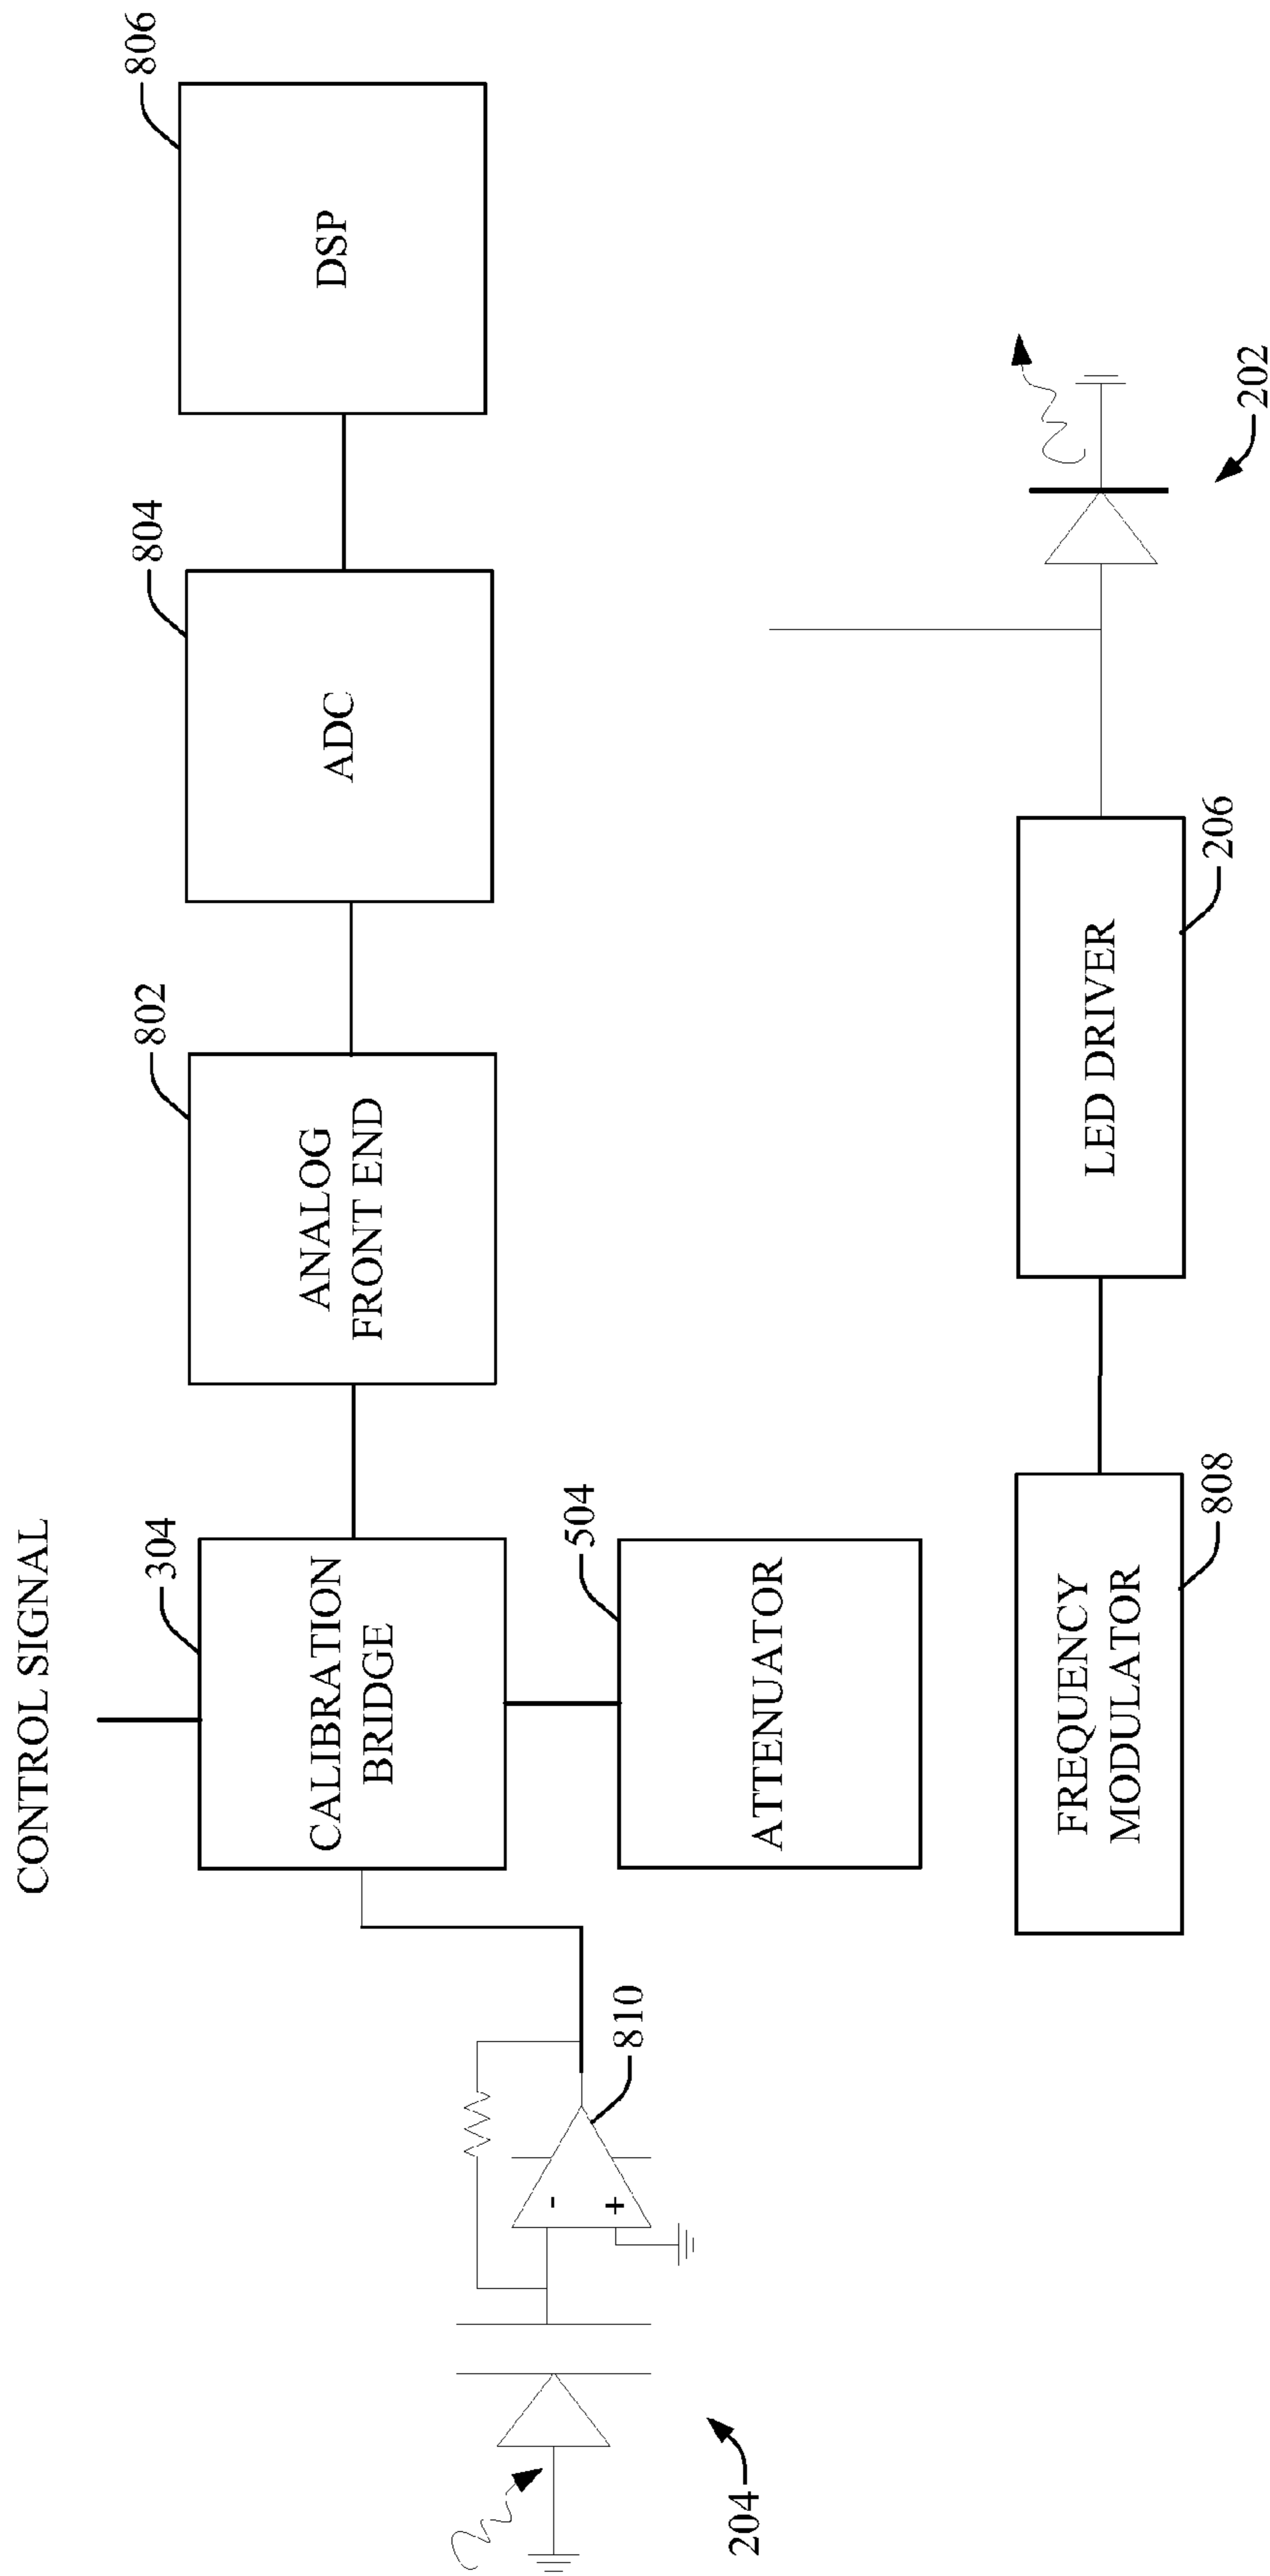 CONTROL SIGNAL
304
802
804
806
CALIBRATION
BRIDGE
ANALOG
FRONT END
ADC
DSP
504
ATTENUATOR
810
-
+
204
FREQUENCY
MODULATOR
808
LED DRIVER
206
202